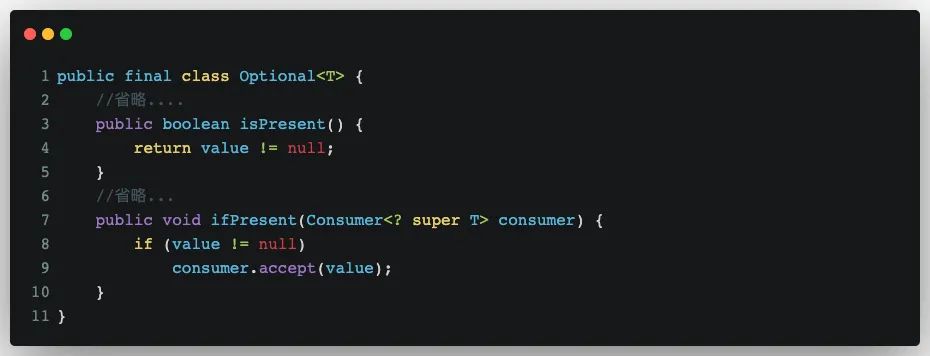 1 public final class Optional<T> {
2     //省略....
3     public boolean isPresent() {
4         return value != null;
5     }
6     //省略...
7     public void ifPresent(Consumer<? super T> consumer) {
8         if (value != null)
9             consumer.accept(value);
10     }
11 }